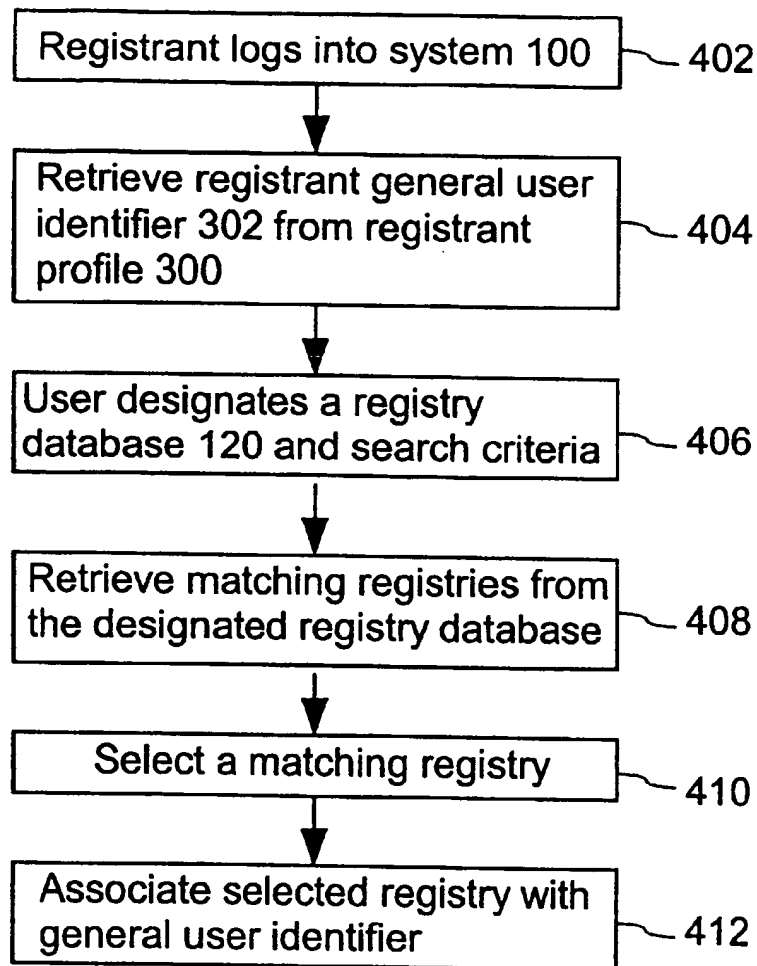 Registrant logs into system 100
402
Retrieve registrant general user
identifier 302 from registrant
profile 300
404
User designates a registry
database 120 and search criteria
406
Retrieve matching registries from
the designated registry database
408
Select a matching registry
410
Associate selected registry with
general user identifier
412